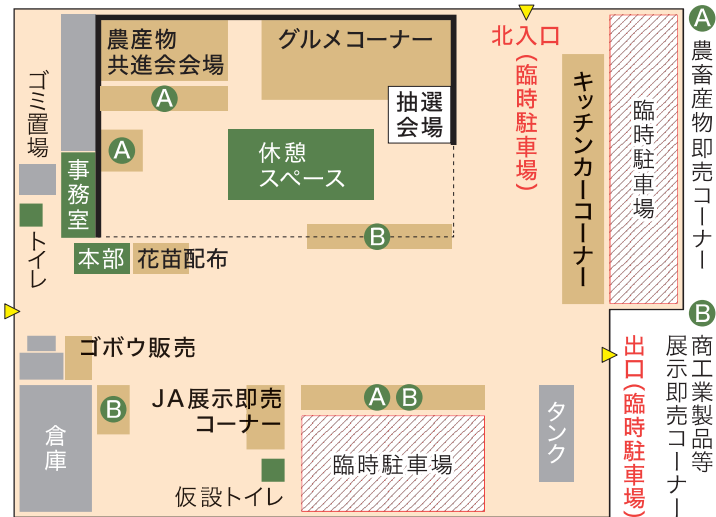 農産物
共進会会場
グルメコーナー
北入口
(臨時駐車場)
A
農畜産物即売コーナー
A
抽選
会場
キッチンカーコーナー
臨時駐車場
ゴミ置場
A
休憩
スペース
事務室
トイレ
B
本部
花苗配布
B
商工業製品等
展示即売コーナー
ゴボウ販売
出口(臨時駐車場)
B
JA展示即売
コーナー
A B
倉庫
タンク
臨時駐車場
仮設トイレ